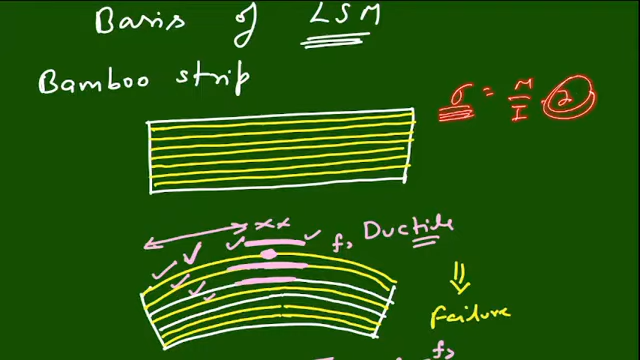 Basis of LSM
Bamboo strip
σ = M/I
f, Ductile
Failure